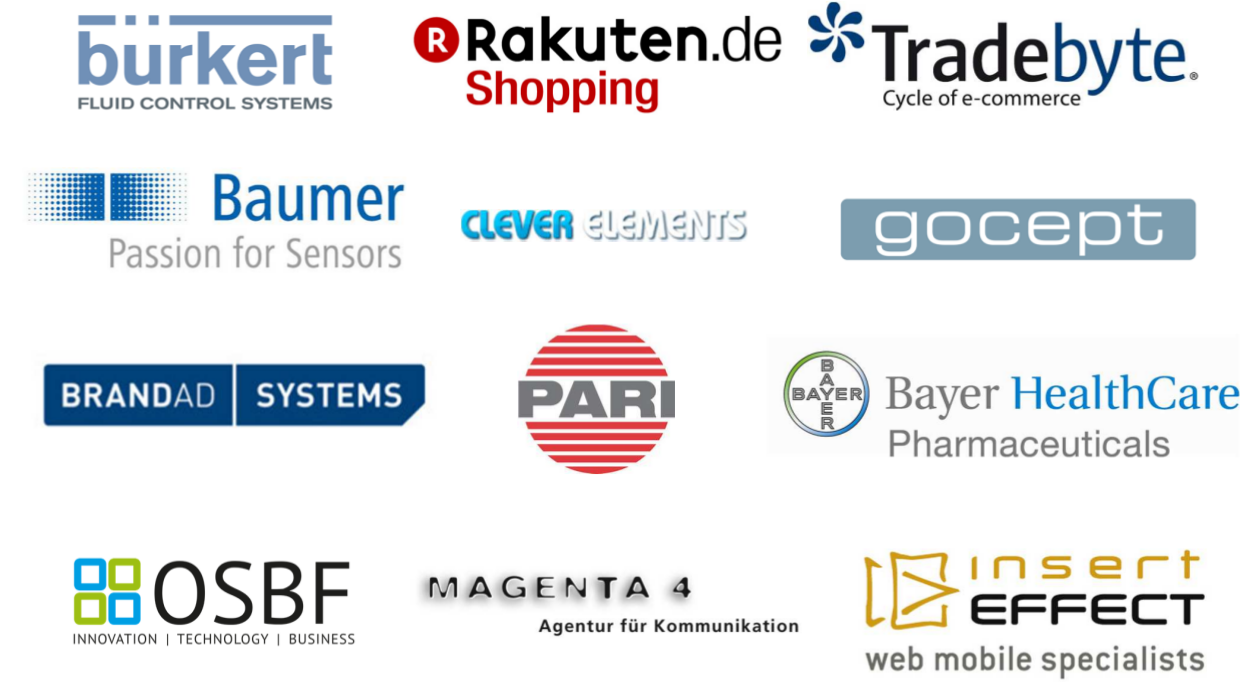 bürkert
FLUID CONTROL SYSTEMS
R Rakuten.de
Shopping
Tradebyte.®
Cycle of e-commerce
Baumer
Passion for Sensors
CLEVER ELEMENTS
gocept
BRANDAD SYSTEMS
PARI
BAYER
BAYER
Bayer HealthCare
Pharmaceuticals
OSBF
INNOVATION | TECHNOLOGY | BUSINESS
MAGENTA 4
Agentur für Kommunikation
insert
EFFECT
web mobile specialists